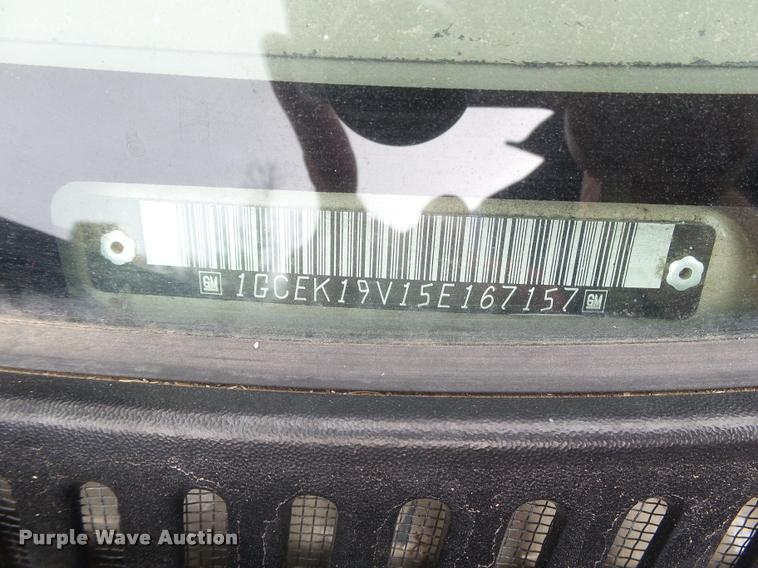 GM 1GCEK19V15E167157 GM
Purple Wave Auction